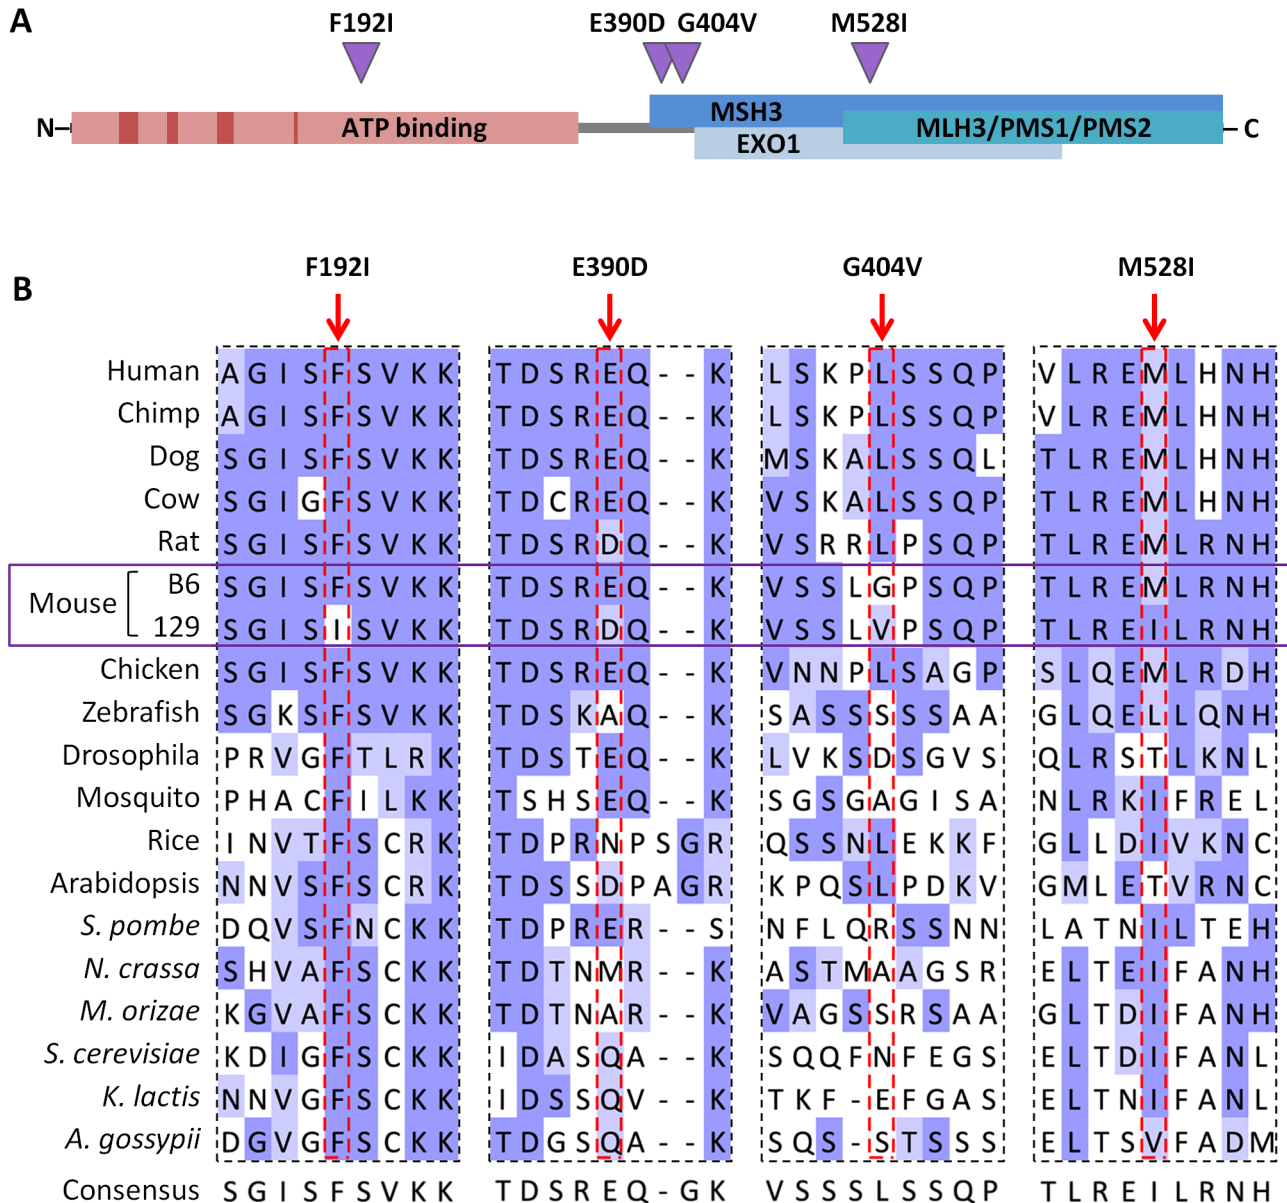 A
F192I E390D G404V M528I
N ATP binding MSH3 EXO1 MLH3/PMS1/PMS2 C
B
F192I E390D G404V M528I
Human A G I S F S V K K T D S R E Q - - K L S K P L S S Q P V L R E M L H N H
Chimp A G I S F S V K K T D S R E Q - - K L S K P L S S Q P V L R E M L H N H
Dog S G I S F S V K K T D S R E Q - - K M S K A L S S Q L T L R E M L H N H
Cow S G I G F S V K K T D C R E Q - - K V S K A L S S Q P T L R E M L H N H
Rat S G I S F S V K K T D S R D Q - - K V S R R L P S Q P T L R E M L R N H
Mouse
B6 S G I S F S V K K T D S R E Q - - K V S S L G P S Q P T L R E M L R N H
129 S G I S I S V K K T D S R D Q - - K V S S L V P S Q P T L R E I L R N H
Chicken S G I S F S V K K T D S R E Q - - K V N N P L S A G P S L Q E M L R D H
Zebrafish S G K S F S V K K T D S K A Q - - K S A S S S S S A A G L Q E L L Q N H
Drosophila P R V G F T L R K T D S T E Q - - K L V K S D S G V S Q L R S T L K N L
Mosquito P H A C F I L K K T S H S E Q - - K S G S G A G I S A N L R K I F R E L
Rice I N V T F S C R K T D P R N P S G R Q S S N L E K K F G L L D I V K N C
Arabidopsis N N V S F S C R K T D S S D P A G R K P Q S L P D K V G M L E T V R N C
S. pombe D Q V S F N C K K T D P R E R - - S N F L Q R S S N N L A T N I L T E H
N. crassa S H V A F S C K K T D T N M R - - K A S T M A A G S R E L T E I F A N H
M. orizae K G V A F S C K K T D T N A R - - K V A G S S R S A A G L T D I F A N H
S. cerevisiae K D I G F S C K K I D A S Q A - - K S Q Q F N F E G S E L T D I F A N L
K. lactis N N V G F S C K K I D S S Q V - - K T K F - E F G A S E L T N I F A N L
A. gossypii D G V G F S C K K T D G S Q A - - K S Q S - S T S S S E L T S V F A D M
Consensus S G I S F S V K K T D S R E Q - G K V S S S L S S Q P T L R E I L R N H